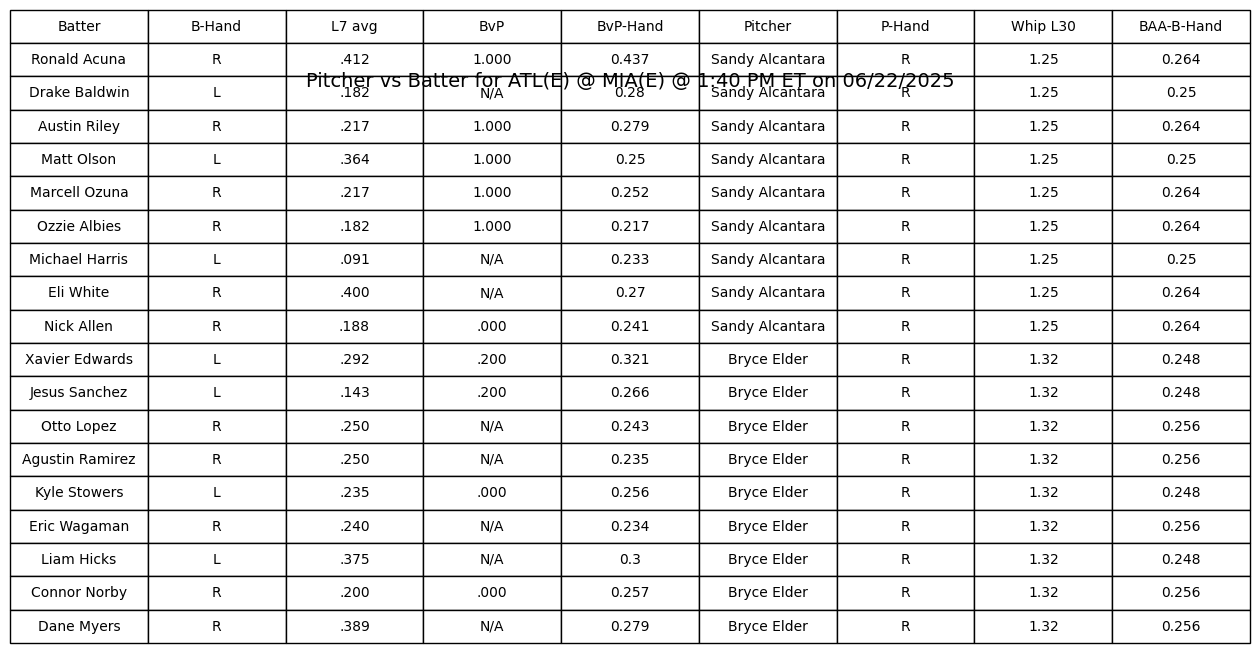 Batter B-Hand L7 avg BvP BvP-Hand Pitcher P-Hand Whip L30 BAA-B-Hand
Ronald Acuna R .412 1.000 0.437 Sandy Alcantara R 1.25 0.264
Pitcher vs Batter for ATL(E) @ MIA(E) @ 1:40 PM ET on 06/22/2025
Drake Baldwin L .182 N/A 0.28 Sandy Alcantara R 1.25 0.25
Austin Riley R .217 1.000 0.279 Sandy Alcantara R 1.25 0.264
Matt Olson L .364 1.000 0.25 Sandy Alcantara R 1.25 0.25
Marcell Ozuna R .217 1.000 0.252 Sandy Alcantara R 1.25 0.264
Ozzie Albies R .182 1.000 0.217 Sandy Alcantara R 1.25 0.264
Michael Harris L .091 N/A 0.233 Sandy Alcantara R 1.25 0.25
Eli White R .400 N/A 0.27 Sandy Alcantara R 1.25 0.264
Nick Allen R .188 .000 0.241 Sandy Alcantara R 1.25 0.264
Xavier Edwards L .292 .200 0.321 Bryce Elder R 1.32 0.248
Jesus Sanchez L .143 .200 0.266 Bryce Elder R 1.32 0.248
Otto Lopez R .250 N/A 0.243 Bryce Elder R 1.32 0.256
Agustin Ramirez R .250 N/A 0.235 Bryce Elder R 1.32 0.256
Kyle Stowers L .235 .000 0.256 Bryce Elder R 1.32 0.248
Eric Wagaman R .240 N/A 0.234 Bryce Elder R 1.32 0.256
Liam Hicks L .375 N/A 0.3 Bryce Elder R 1.32 0.248
Connor Norby R .200 .000 0.257 Bryce Elder R 1.32 0.256
Dane Myers R .389 N/A 0.279 Bryce Elder R 1.32 0.256